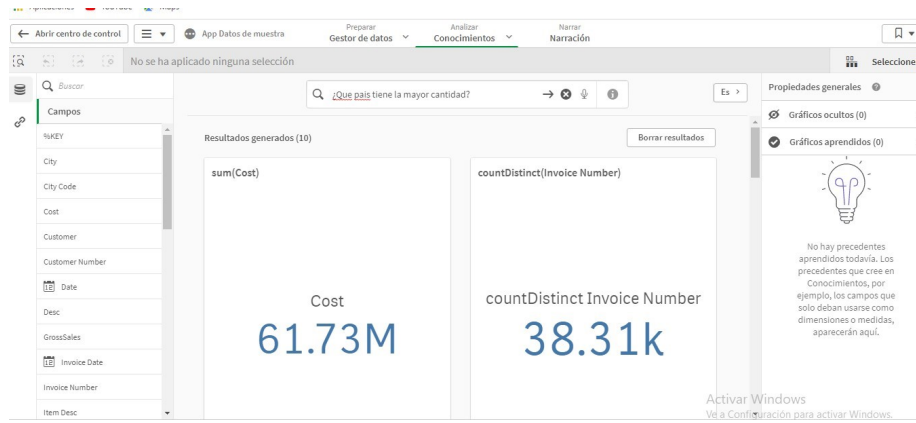 Aplicaciones YouTube Maps
Abrir centro de control
App Datos de muestra
Preparar
Gestor de datos
Analizar
Conocimientos
Narrar
Narración
No se ha aplicado ninguna selección
Seleccione
Buscar
Campos
%KEY
City
City Code
Cost
Customer
Customer Number
Date
Desc
GrossSales
Invoice Date
Invoice Number
Item Desc
¿Que pais tiene la mayor cantidad?
Es
Resultados generados (10)
Borrar resultados
sum(Cost)
Cost
61.73M
countDistinct(Invoice Number)
countDistinct Invoice Number
38.31k
Propiedades generales
Gráficos ocultos (0)
Gráficos aprendidos (0)
No hay precedentes
aprendidos todavía. Los
precedentes que cree en
Conocimientos, por
ejemplo, los campos que
solo deban usarse como
dimensiones o medidas,
aparecerán aquí.
Activar Windows
Ve a Configuración para activar Windows.